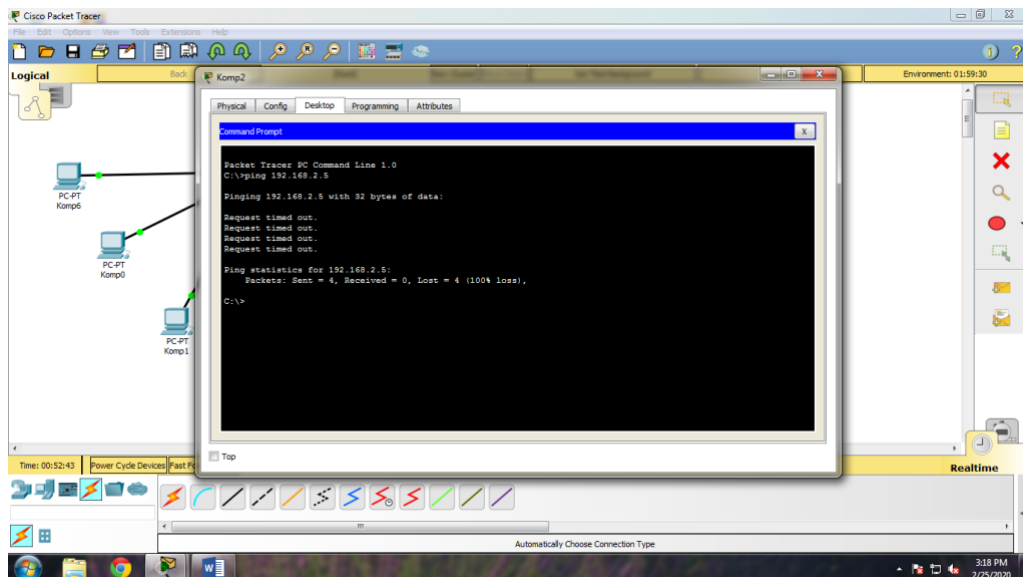 Cisco Packet Tracer
File Edit Options View Tools Extensions Help
Logical
Back
Environment: 01:59:30
Komp2
Physical Config Desktop Programming Attributes
Command Prompt
X
Packet Tracer PC Command Line 1.0
C:\>ping 192.168.2.5
Pinging 192.168.2.5 with 32 bytes of data:
Request timed out.
Request timed out.
Request timed out.
Request timed out.
Ping statistics for 192.168.2.5:
Packets: Sent = 4, Received = 0, Lost = 4 (100% loss),
C:\>
Top
PC-PT
Komp6
PC-PT
Komp0
PC-PT
Komp1
Time: 00:52:43 Power Cycle Devices Fast Fo
Realtime
Automatically Choose Connection Type
3:18 PM
2/25/2020